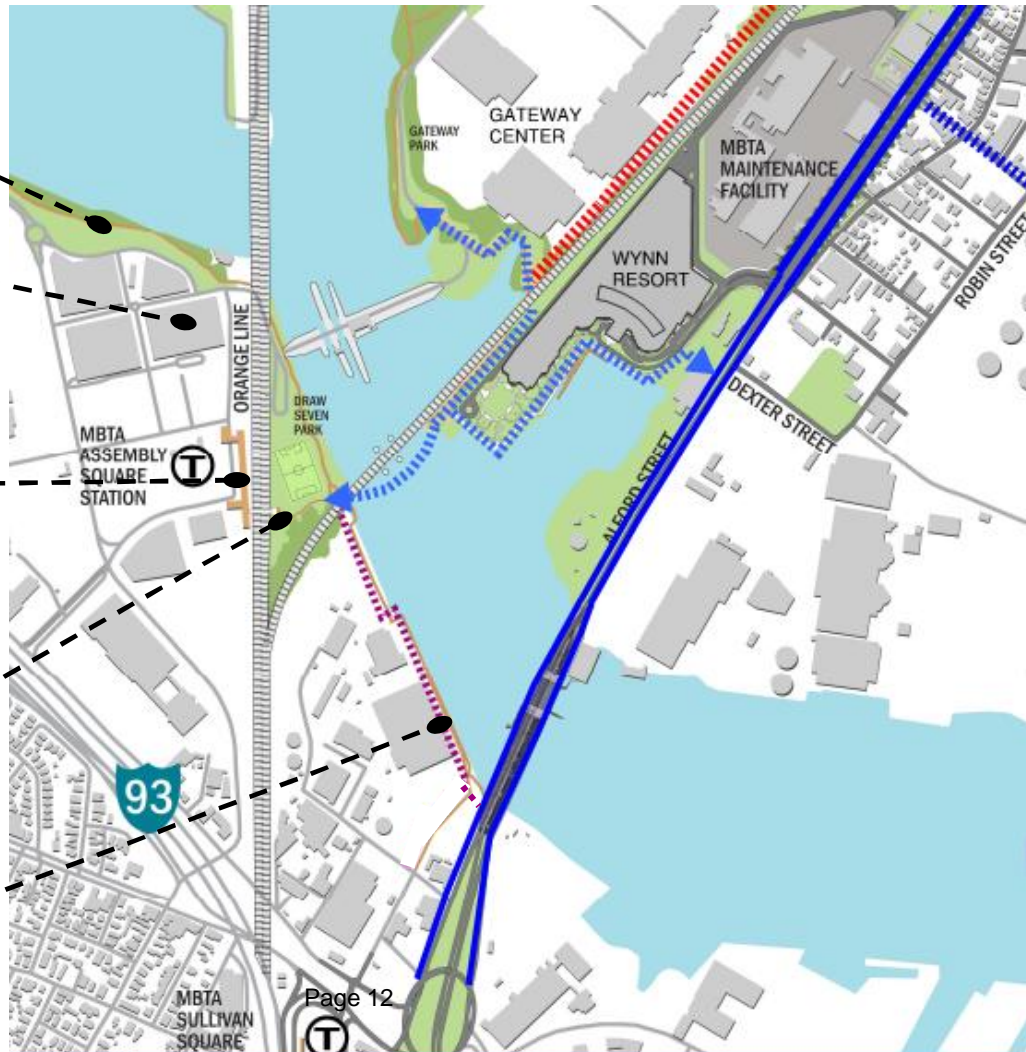 GATEWAY
PARK
GATEWAY
CENTER
MBTA
MAINTENANCE
FACILITY
WYNN
RESORT
ROBIN STREET
ORANGE LINE
DRAW
SEVEN
PARK
DEXTER STREET
MBTA
ASSEMBLY
SQUARE
STATION
T
ALFORD STREET
93
Page 12
MBTA
SULLIVAN
SQUARE
T